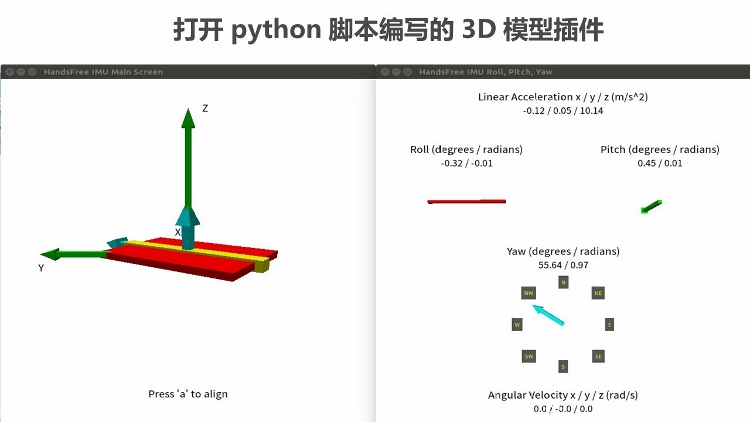 打开 python 脚本编写的 3D 模型插件
HandsFree IMU Main Screen
Z
X
Y
Press 'a' to align
HandsFree IMU Roll, Pitch, Yaw
Linear Acceleration x / y / z (m/s^2)
-0.12 / 0.05 / 10.14
Roll (degrees / radians)
-0.32 / -0.01
Pitch (degrees / radians)
0.45 / 0.01
Yaw (degrees / radians)
55.64 / 0.97
N
NW
NE
W
E
SW
SE
S
Angular Velocity x / y / z (rad/s)
0.0 / -0.0 / 0.0